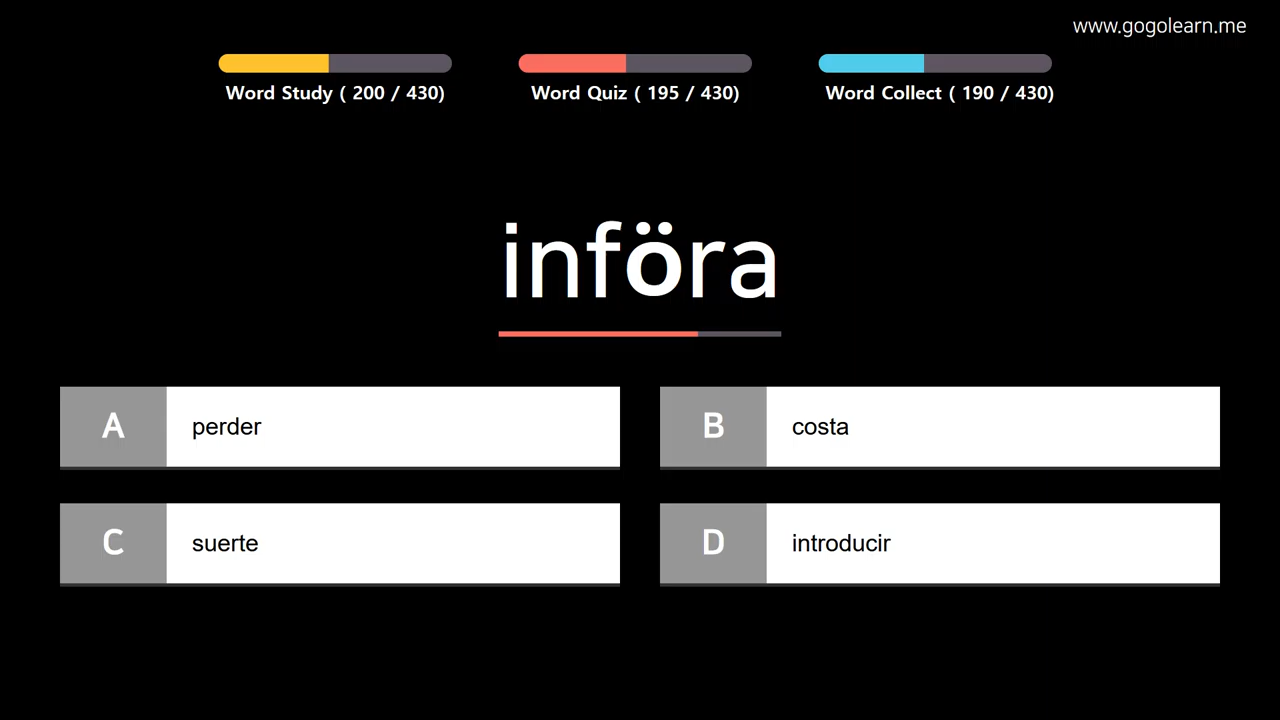 www.gogolearn.me
Word Study ( 200 / 430)
Word Quiz ( 195 / 430)
Word Collect ( 190 / 430)
införa
A perder
B costa
C suerte
D introducir